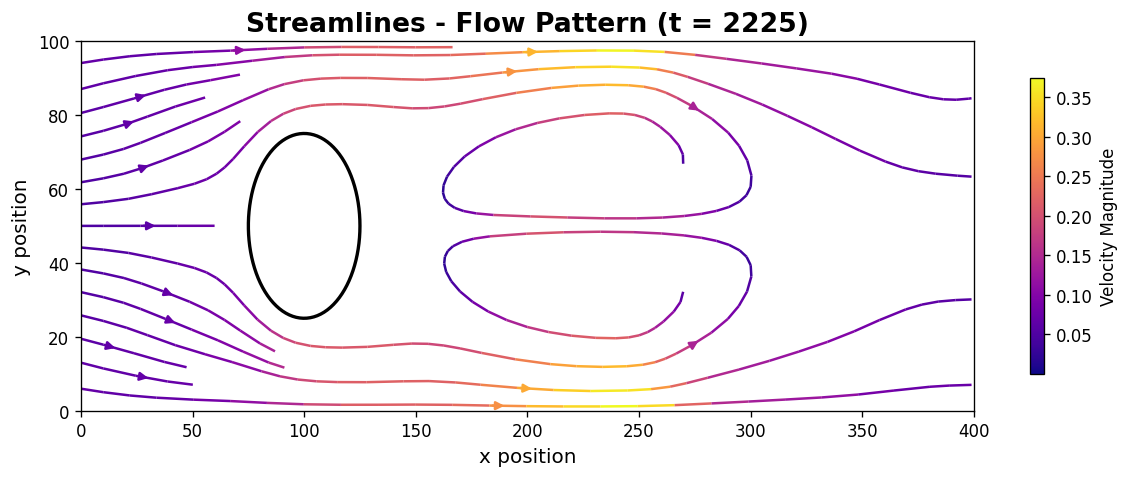 Streamlines - Flow Pattern (t = 2225)
100
80
60
40
20
0
y position
0 50 100 150 200 250 300 350 400
x position
0.35
0.30
0.25
0.20
0.15
0.10
0.05
Velocity Magnitude